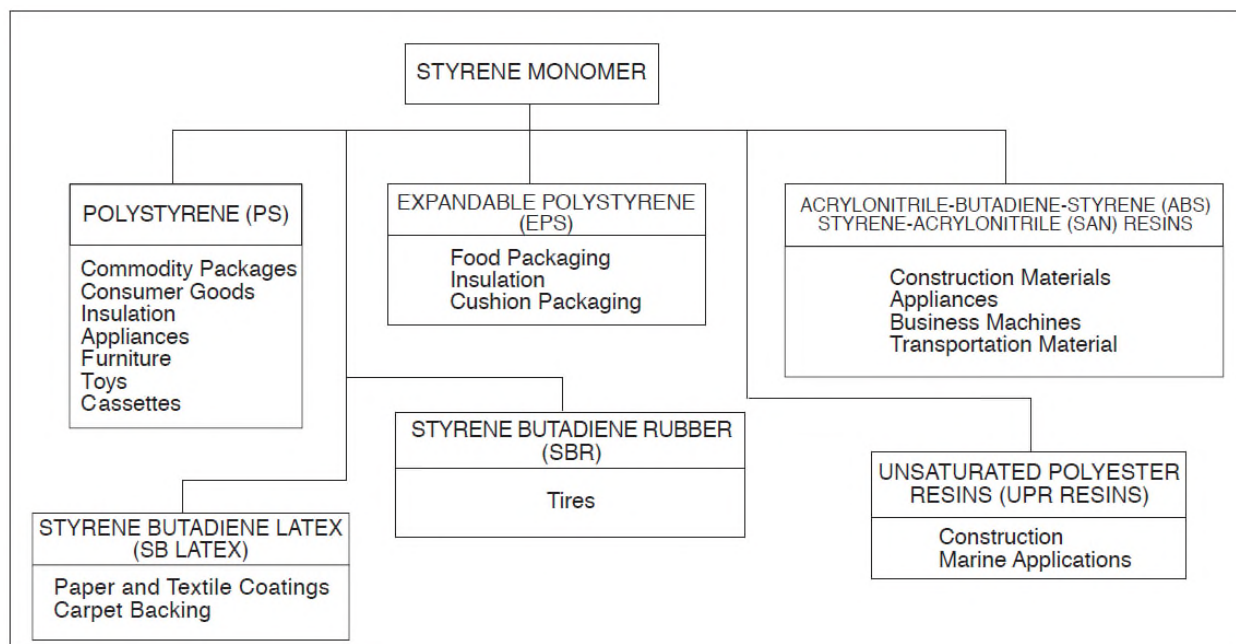 STYRENE MONOMER
POLYSTYRENE (PS)
Commodity Packages
Consumer Goods
Insulation
Appliances
Furniture
Toys
Cassettes
EXPANDABLE POLYSTYRENE
(EPS)
Food Packaging
Insulation
Cushion Packaging
ACRYLONITRILE-BUTADIENE-STYRENE (ABS)
STYRENE-ACRYLONITRILE (SAN) RESINS
Construction Materials
Appliances
Business Machines
Transportation Material
STYRENE BUTADIENE LATEX
(SB LATEX)
Paper and Textile Coatings
Carpet Backing
STYRENE BUTADIENE RUBBER
(SBR)
Tires
UNSATURATED POLYESTER
RESINS (UPR RESINS)
Construction
Marine Applications